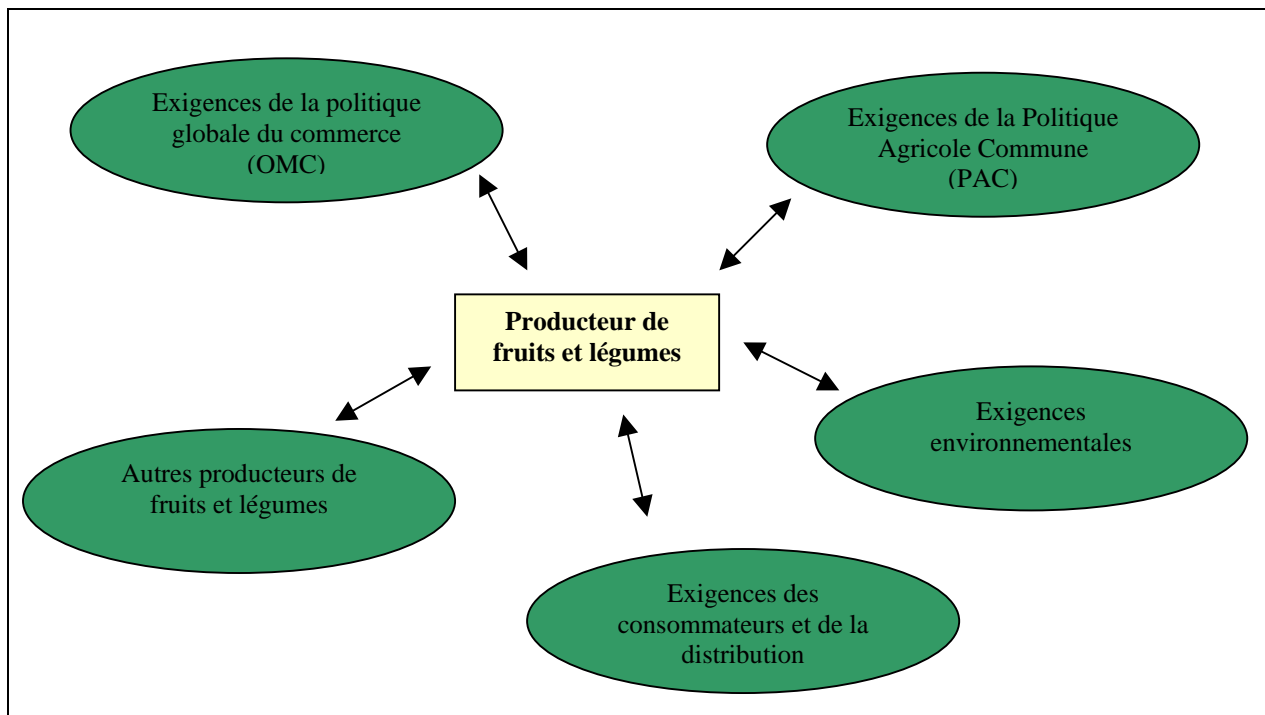 Exigences de la politique
globale du commerce
(OMC)
Exigences de la Politique
Agricole Commune
(PAC)
Producteur de
fruits et légumes
Exigences
environnementales
Autres producteurs de
fruits et légumes
Exigences des
consommateurs et de la
distribution